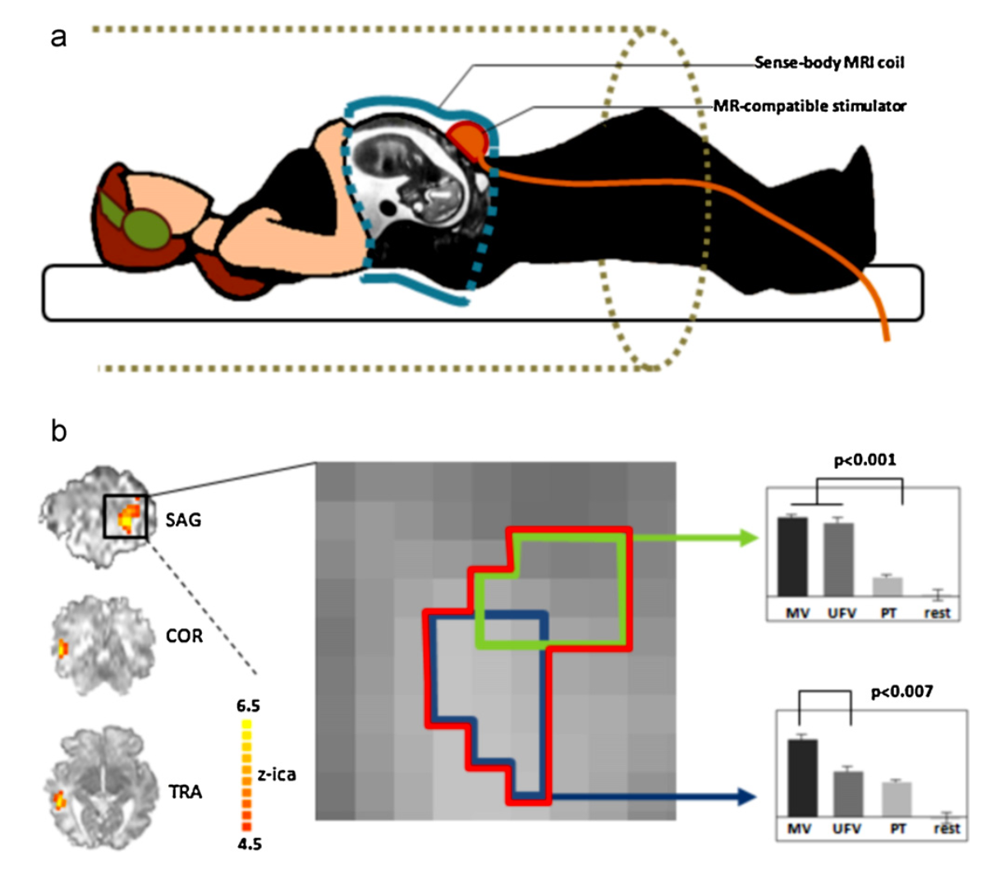 a
Sense-body MRI coil
MR-compatible stimulator
b
SAG
COR
TRA
6.5
z-ica
4.5
p<0.001
MV UFV PT rest
p<0.007
MV UFV PT rest